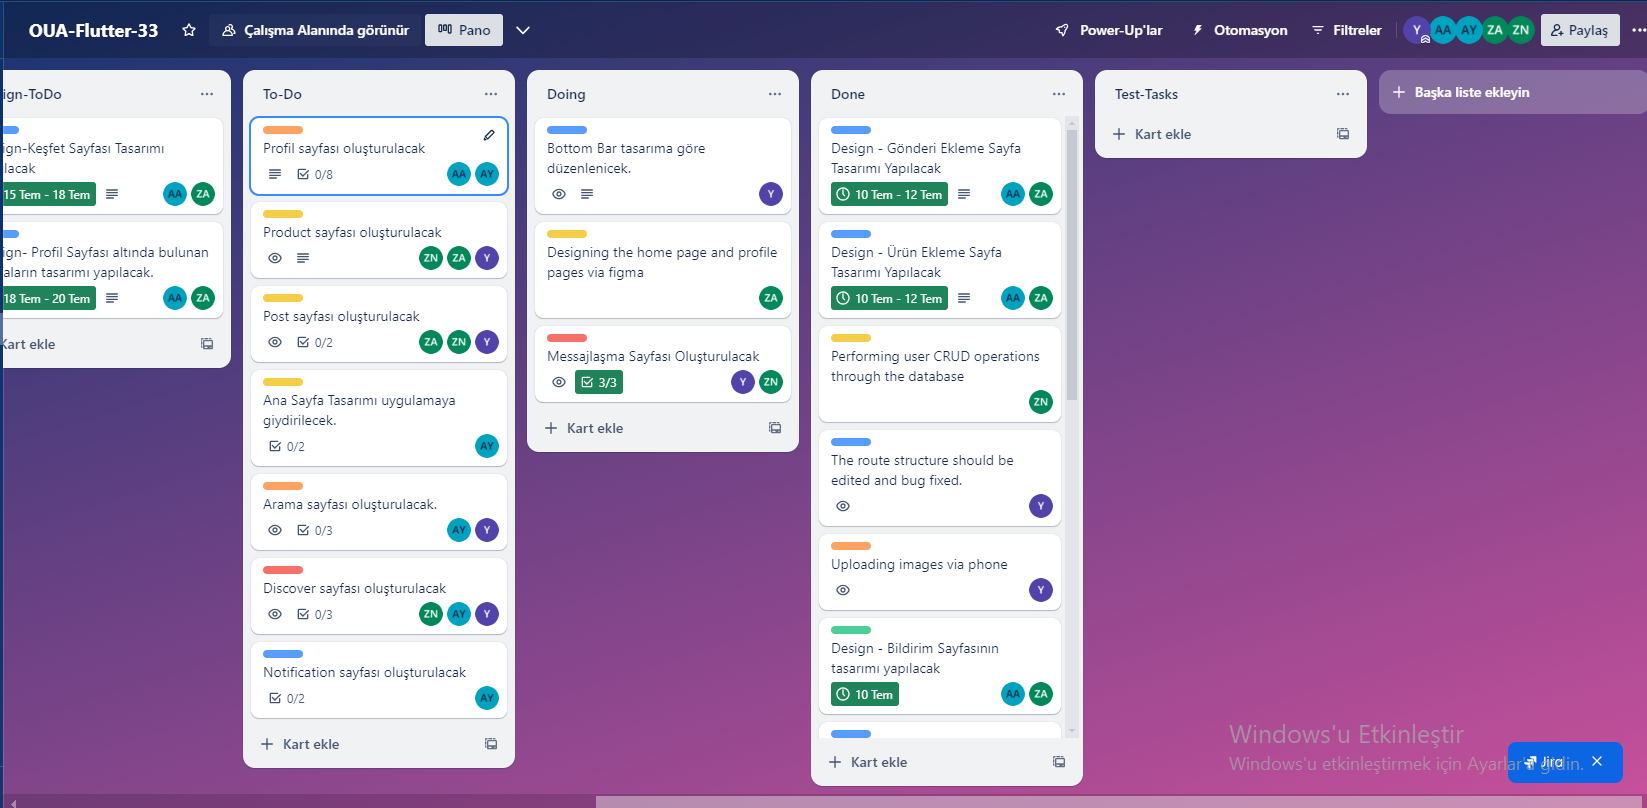 OUA-Flutter-33
Çalışma Alanında görünür
Pano
Power-Up'lar
Otomasyon
Filtreler
Y
AA
AY
ZA
ZN
Paylaş
ign-ToDo
ign-Keşfet Sayfası Tasarımı
ılacak
15 Tem - 18 Tem
AA
ZA
ign- Profil Sayfası altında bulunan
aların tasarımı yapılacak.
18 Tem - 20 Tem
AA
ZA
Kart ekle
To-Do
Profil sayfası oluşturulacak
0/8
AA
AY
Product sayfası oluşturulacak
ZN
ZA
Y
Post sayfası oluşturulacak
0/2
ZA
ZN
Y
Ana Sayfa Tasarımı uygulamaya
giydirilecek.
0/2
AY
Arama sayfası oluşturulacak.
0/3
AY
Y
Discover sayfası oluşturulacak
0/3
ZN
AY
Y
Notification sayfası oluşturulacak
0/2
AY
Kart ekle
Doing
Bottom Bar tasarıma göre
düzenlenicek.
Y
Designing the home page and profile
pages via figma
ZA
Messajlaşma Sayfası Oluşturulacak
3/3
Y
ZN
Kart ekle
Done
Design - Gönderi Ekleme Sayfa
Tasarımı Yapılacak
10 Tem - 12 Tem
AA
ZA
Design - Ürün Ekleme Sayfa
Tasarımı Yapılacak
10 Tem - 12 Tem
AA
ZA
Performing user CRUD operations
through the database
ZN
The route structure should be
edited and bug fixed.
Y
Uploading images via phone
Y
Design - Bildirim Sayfasının
tasarımı yapılacak
10 Tem
AA
ZA
Kart ekle
Test-Tasks
Kart ekle
Başka liste ekleyin
Windows'u Etkinleştir
Windows'u etkinleştirmek için Ayarlar'a gidin.
Jira